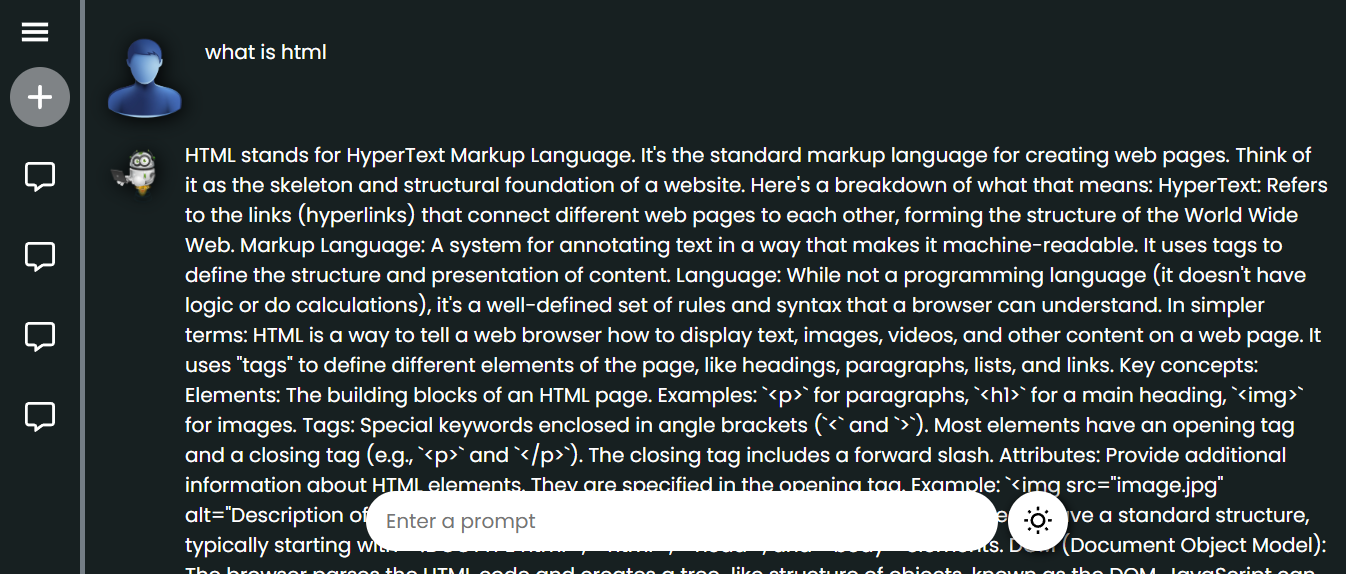 what is html
HTML stands for HyperText Markup Language. It's the standard markup language for creating web pages. Think of
it as the skeleton and structural foundation of a website. Here's a breakdown of what that means: HyperText: Refers
to the links (hyperlinks) that connect different web pages to each other, forming the structure of the World Wide
Web. Markup Language: A system for annotating text in a way that makes it machine-readable. It uses tags to
define the structure and presentation of content. Language: While not a programming language (it doesn't have
logic or do calculations), it's a well-defined set of rules and syntax that a browser can understand. In simpler
terms: HTML is a way to tell a web browser how to display text, images, videos, and other content on a web page. It
uses "tags" to define different elements of the page, like headings, paragraphs, lists, and links. Key concepts:
Elements: The building blocks of an HTML page. Examples: `<p>` for paragraphs, `<h1>` for a main heading, `<img>`
for images. Tags: Special keywords enclosed in angle brackets (`<` and `>`). Most elements have an opening tag
and a closing tag (e.g., `<p>` and `</p>`). The closing tag includes a forward slash. Attributes: Provide additional
information about HTML elements. They are specified in the opening tag. Example: `<img src="image.jpg"
alt="Description of
Enter a prompt
a standard structure,
typically starting with
elements. DOM (Document Object Model):
The browser parses the HTML code and creates a tree-like structure of objects, known as the DOM. JavaScript can